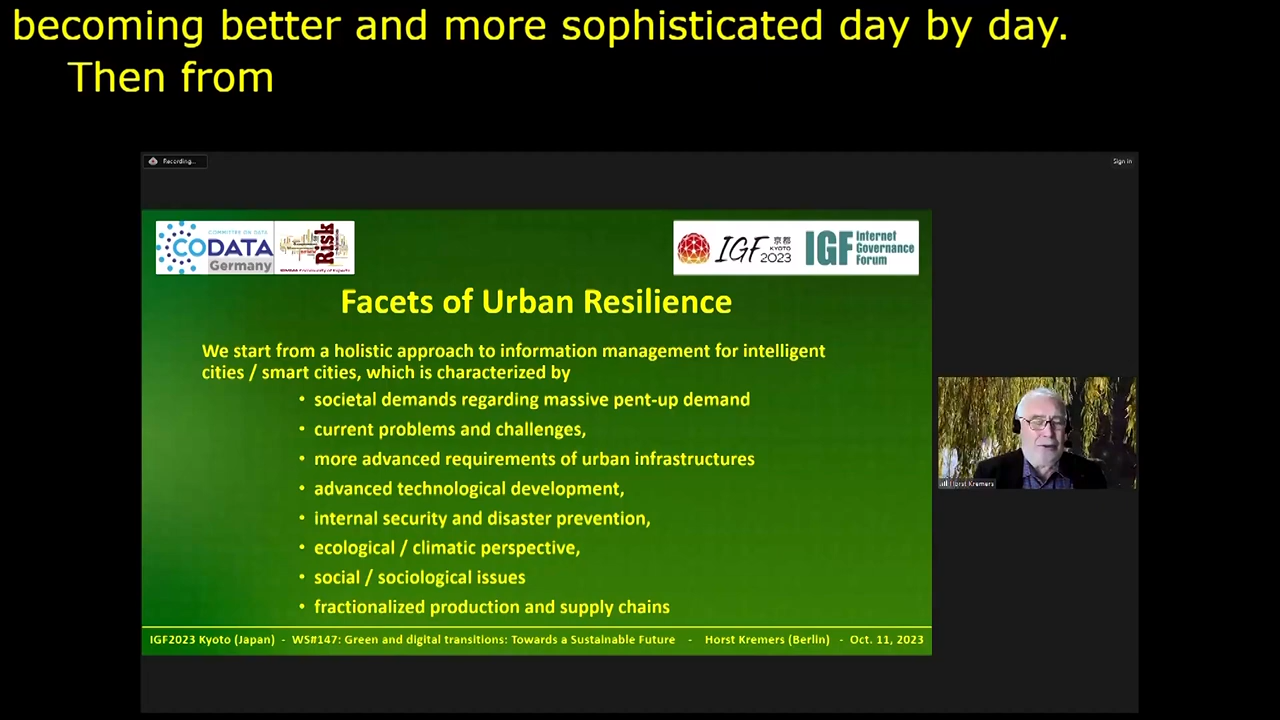 becoming better and more sophisticated day by day.
Then from
Recording...
Sign in
COMMITTEE ON DATA
CODATA
Germany
Risk
IGF 京都
KYOTO
2023
IGF Internet
Governance
Forum
Facets of Urban Resilience
We start from a holistic approach to information management for intelligent
cities / smart cities, which is characterized by
• societal demands regarding massive pent-up demand
• current problems and challenges,
• more advanced requirements of urban infrastructures
• advanced technological development,
• internal security and disaster prevention,
• ecological / climatic perspective,
• social / sociological issues
• fractionalized production and supply chains
Horst Kremers
IGF2023 Kyoto (Japan) - WS#147: Green and digital transitions: Towards a Sustainable Future - Horst Kremers (Berlin) - Oct. 11, 2023